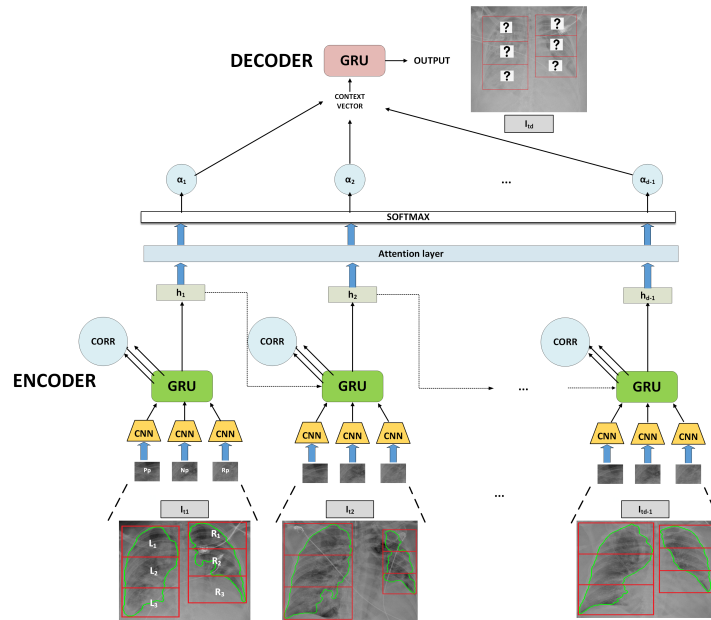 DECODER
GRU
OUTPUT
CONTEXT
VECTOR
? ?
? ?
? ?
I_td
α1
α2
...
αd-1
SOFTMAX
Attention layer
h1
h2
hd-1
CORR
CORR
CORR
ENCODER
GRU
GRU
...
GRU
CNN CNN CNN
CNN CNN CNN
CNN CNN CNN
Pp Np Rp
...
It1
It2
Itd-1
L1
L2
L3
R1
R2
R3